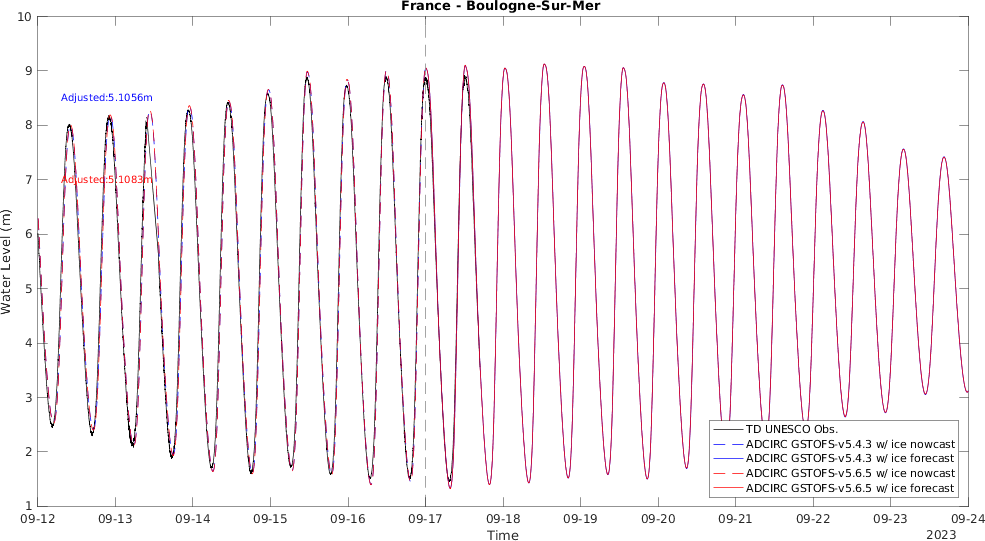 France - Boulogne-Sur-Mer
10
9
8
7
6
5
4
3
2
1
Water Level (m)
Adjusted:5.1056m
Adjusted:5.1083m
TD UNESCO Obs.
ADCIRC GSTOFS-v5.4.3 w/ ice nowcast
ADCIRC GSTOFS-v5.4.3 w/ ice forecast
ADCIRC GSTOFS-v5.6.5 w/ ice nowcast
ADCIRC GSTOFS-v5.6.5 w/ ice forecast
09-12 09-13 09-14 09-15 09-16 09-17 09-18 09-19 09-20 09-21 09-22 09-23 09-24
Time
2023